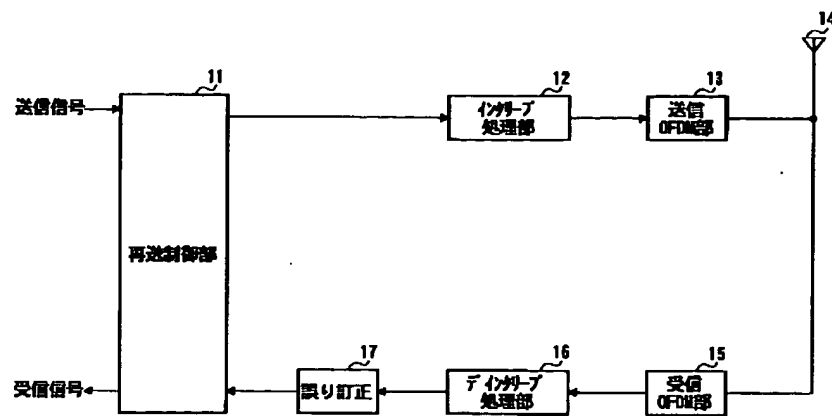 14
11
12
13
送信信号
インタリーブ
処理部
送信
OFDM部
再送制御部
17
16
15
受信信号
誤り訂正
デインタリーブ
処理部
受信
OFDM部